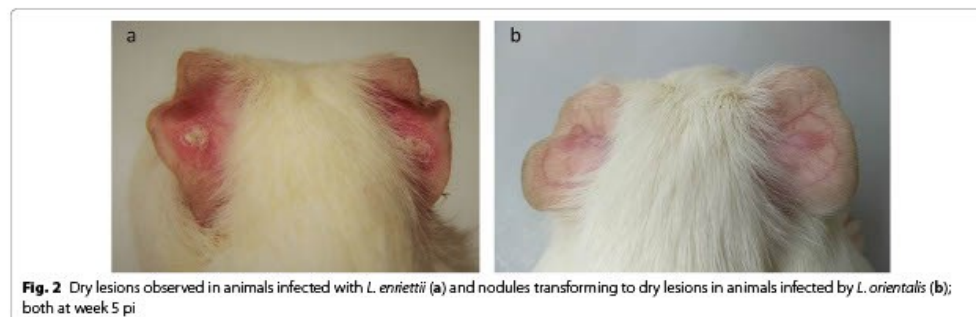 a
b
Fig. 2 Dry lesions observed in animals infected with L. enriettii (a) and nodules transforming to dry lesions in animals infected by L. orientalis (b);
both at week 5 pi